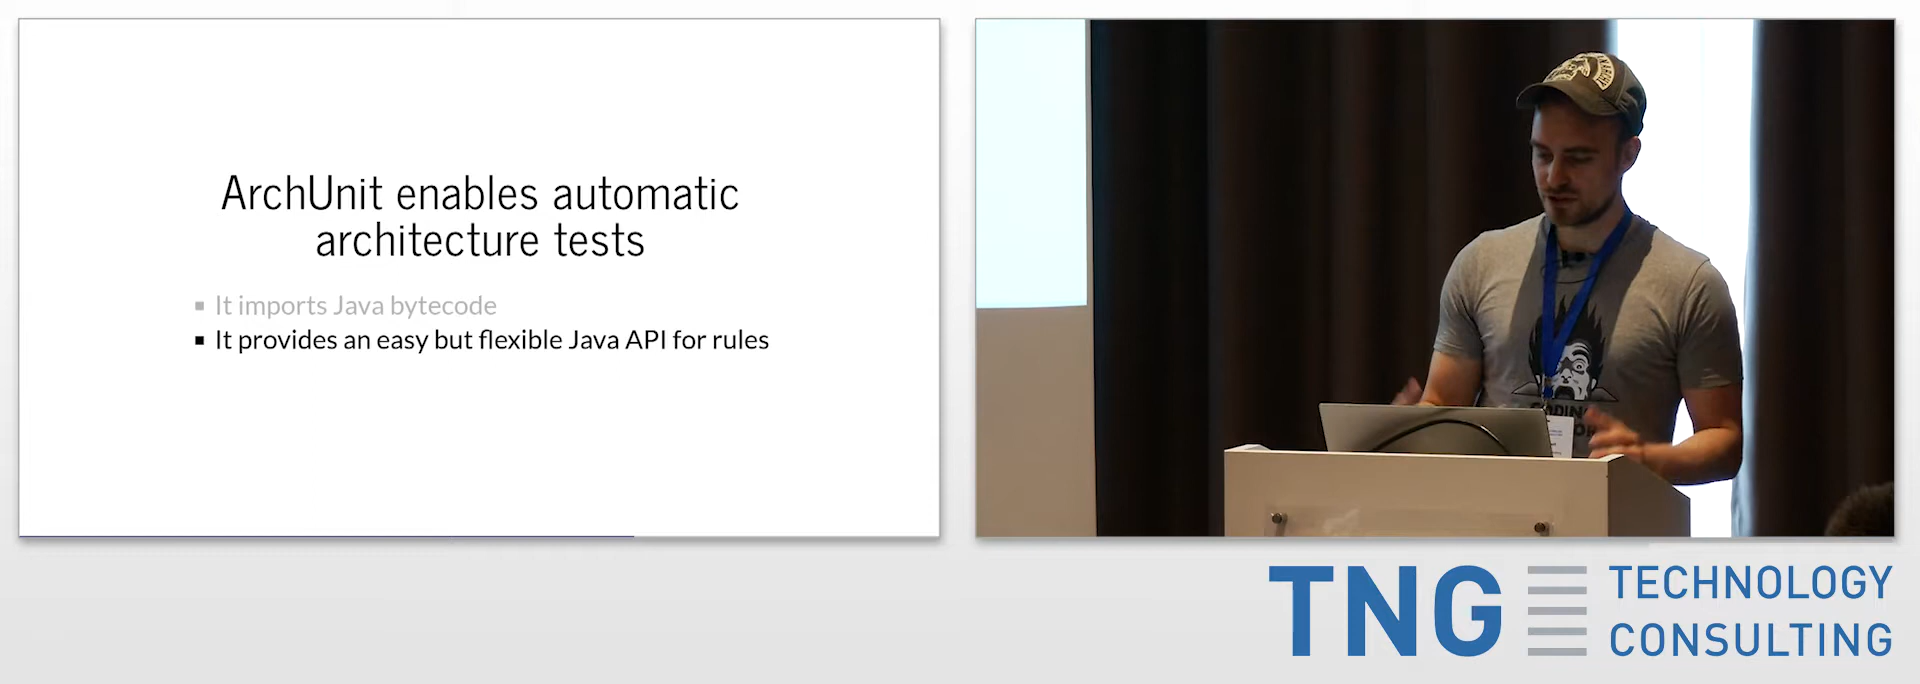 ArchUnit enables automatic
architecture tests
It imports Java bytecode
It provides an easy but flexible Java API for rules
CODING
TNG TECHNOLOGY
CONSULTING